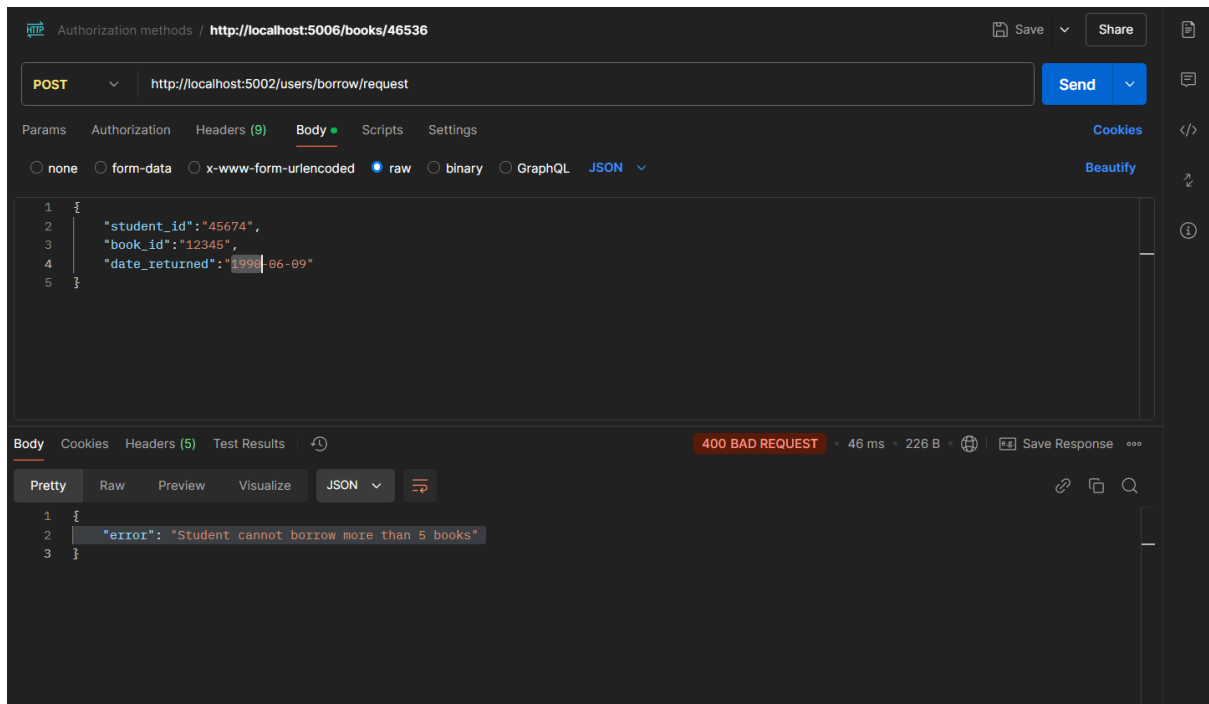 HTTP Authorization methods / http://localhost:5006/books/46536 Save Share
POST http://localhost:5002/users/borrow/request Send
Params Authorization Headers (9) Body Scripts Settings Cookies
none form-data x-www-form-urlencoded raw binary GraphQL JSON Beautify
1 {
2 "student_id":"45674",
3 "book_id":"12345",
4 "date_returned":"1990-06-09"
5 }
Body Cookies Headers (5) Test Results 400 BAD REQUEST 46 ms 226 B e.g. Save Response
Pretty Raw Preview Visualize JSON
1 {
2 "error": "Student cannot borrow more than 5 books"
3 }